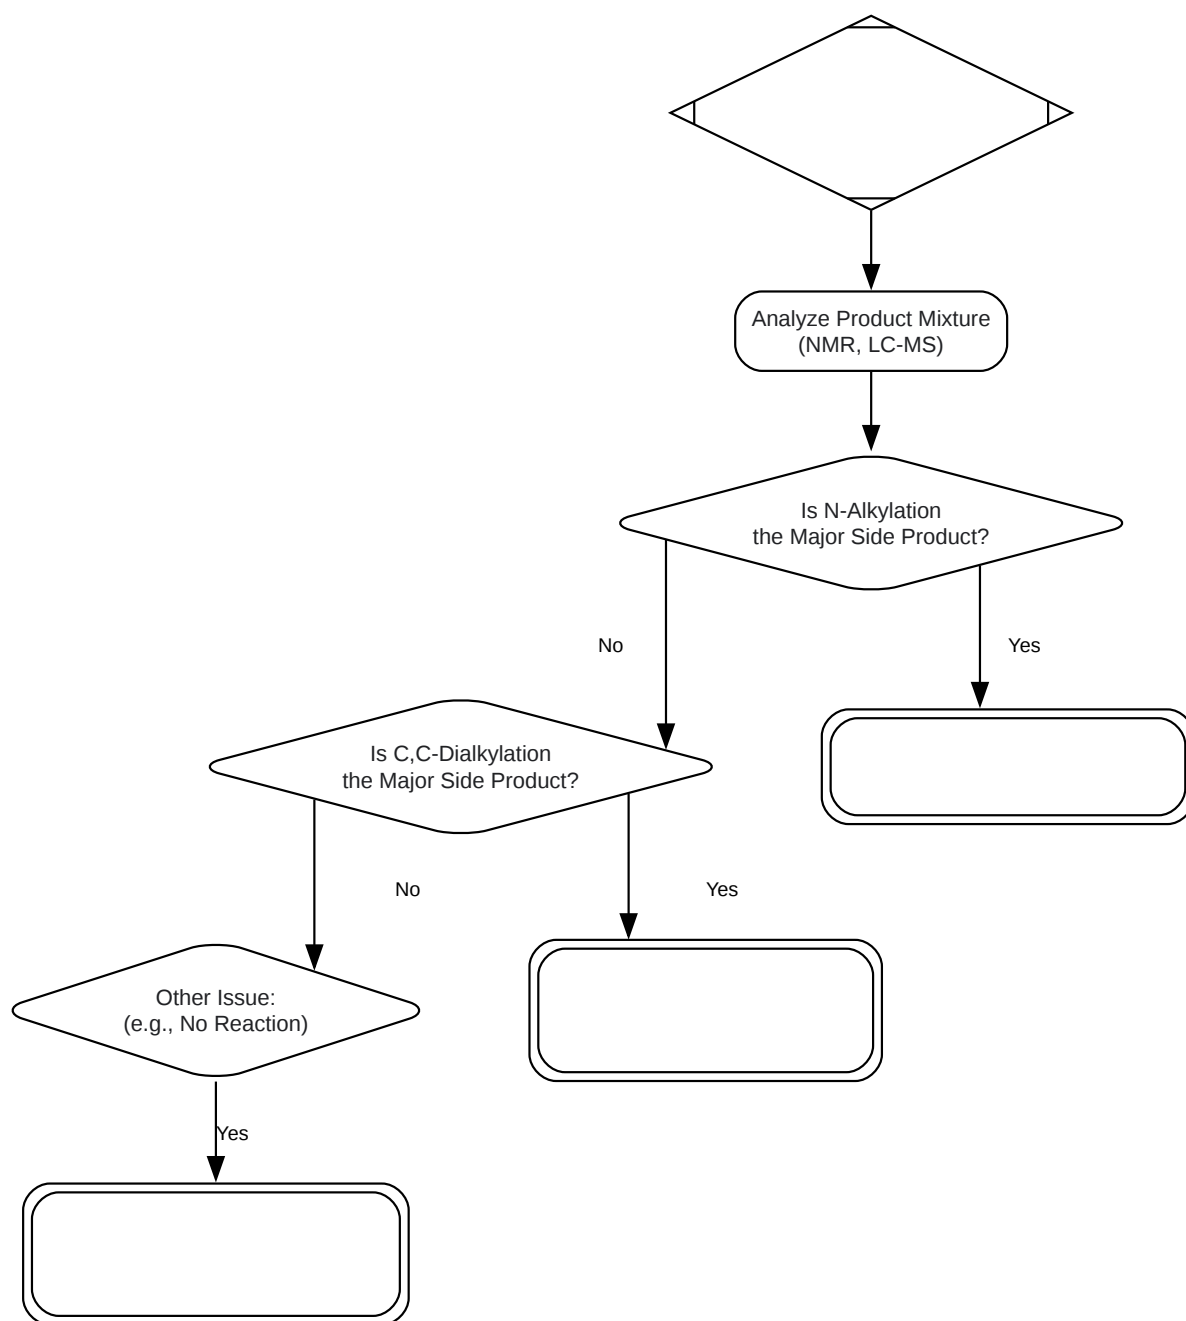 Analyze Product Mixture
(NMR, LC-MS)
Is N-Alkylation
the Major Side Product?
No
Yes
Is C,C-Dialkylation
the Major Side Product?
No
Yes
Other Issue:
(e.g., No Reaction)
Yes